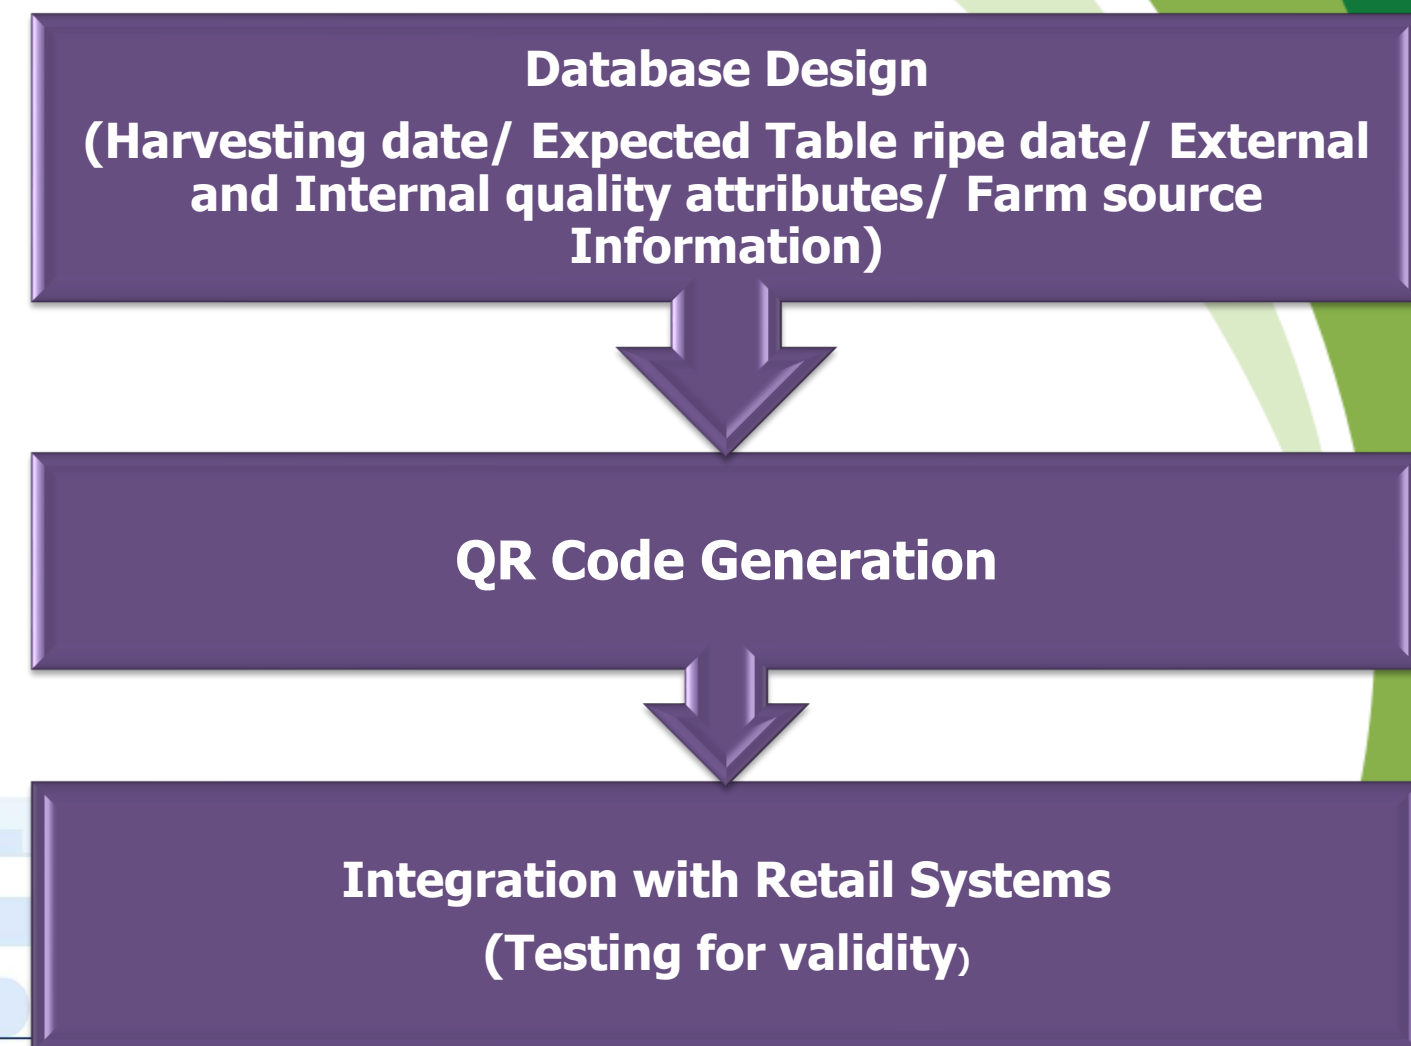 Database Design
(Harvesting date/ Expected Table ripe date/ External
and Internal quality attributes/ Farm source
Information)
QR Code Generation
Integration with Retail Systems
(Testing for validity)